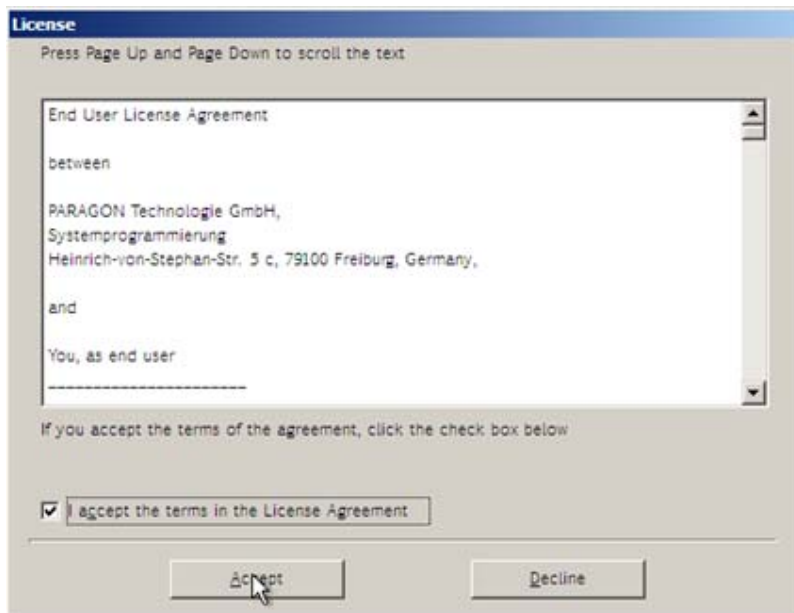 License
Press Page Up and Page Down to scroll the text
End User License Agreement
between
PARAGON Technologie GmbH,
Systemprogrammierung
Heinrich-von-Stephan-Str. 5 c, 79100 Freiburg, Germany,
and
You, as end user
----------------------
If you accept the terms of the agreement, click the check box below
I accept the terms in the License Agreement
Accept
Decline